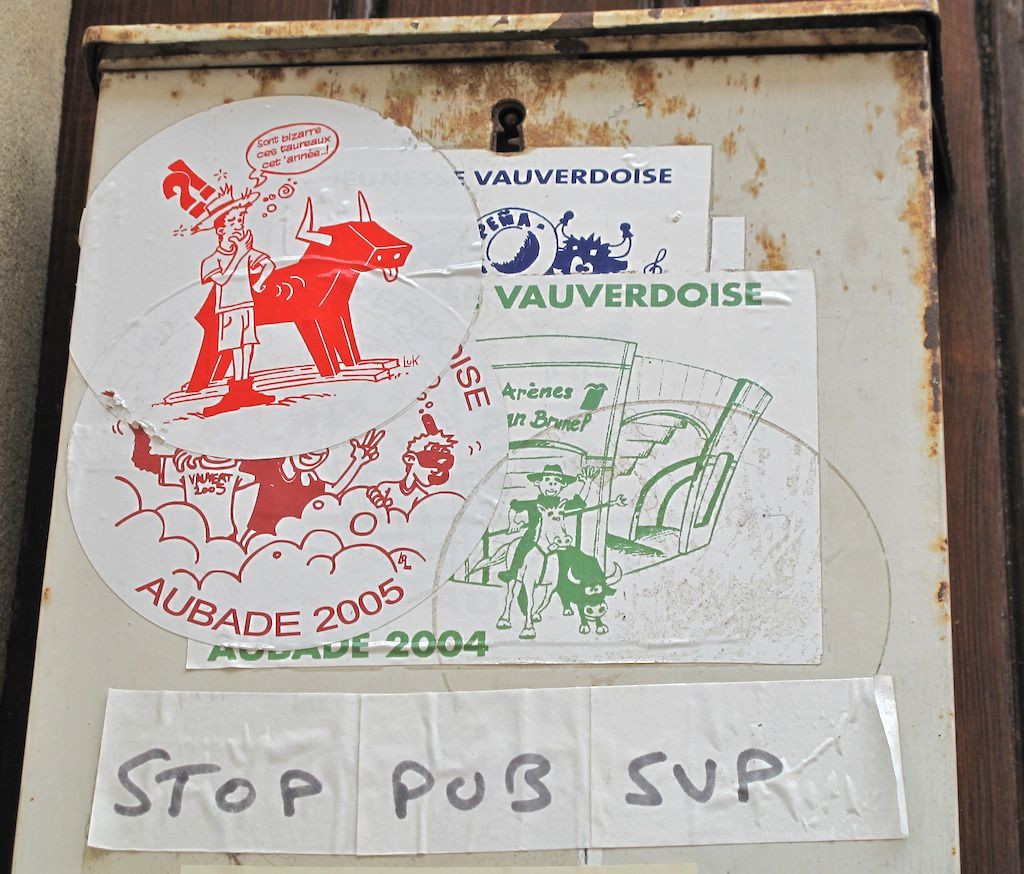 Sont bizarre
ces taureaux
cet'année...!
?!
LUK
VAUVERDOISE
PEÑA
VAUVERDOISE
Arènes
VAUVERT
2005
AUBADE 2005
AUBADE 2004
STOP PUB SVP